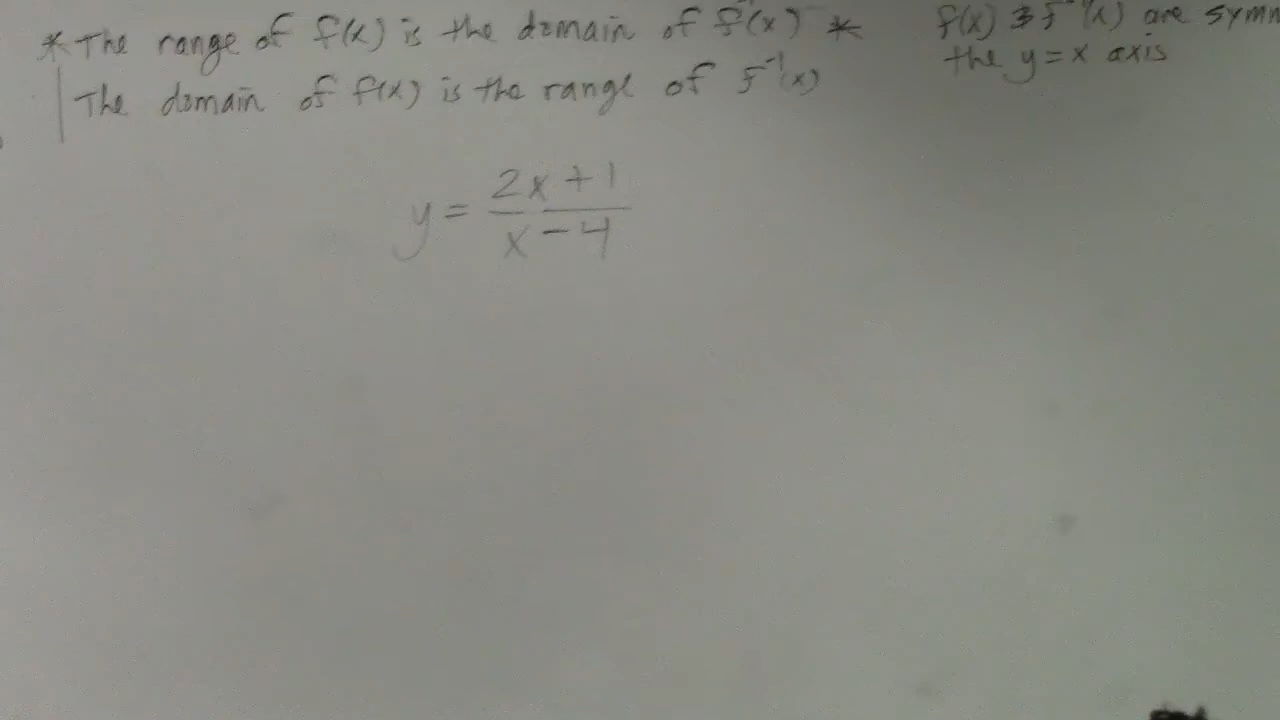 * The range of f(x) is the domain of f⁻¹(x) *
The domain of f(x) is the range of f⁻¹(x)
f(x) & f⁻¹(x) are
the y = x axis
y = 2x + 1 / x - 4